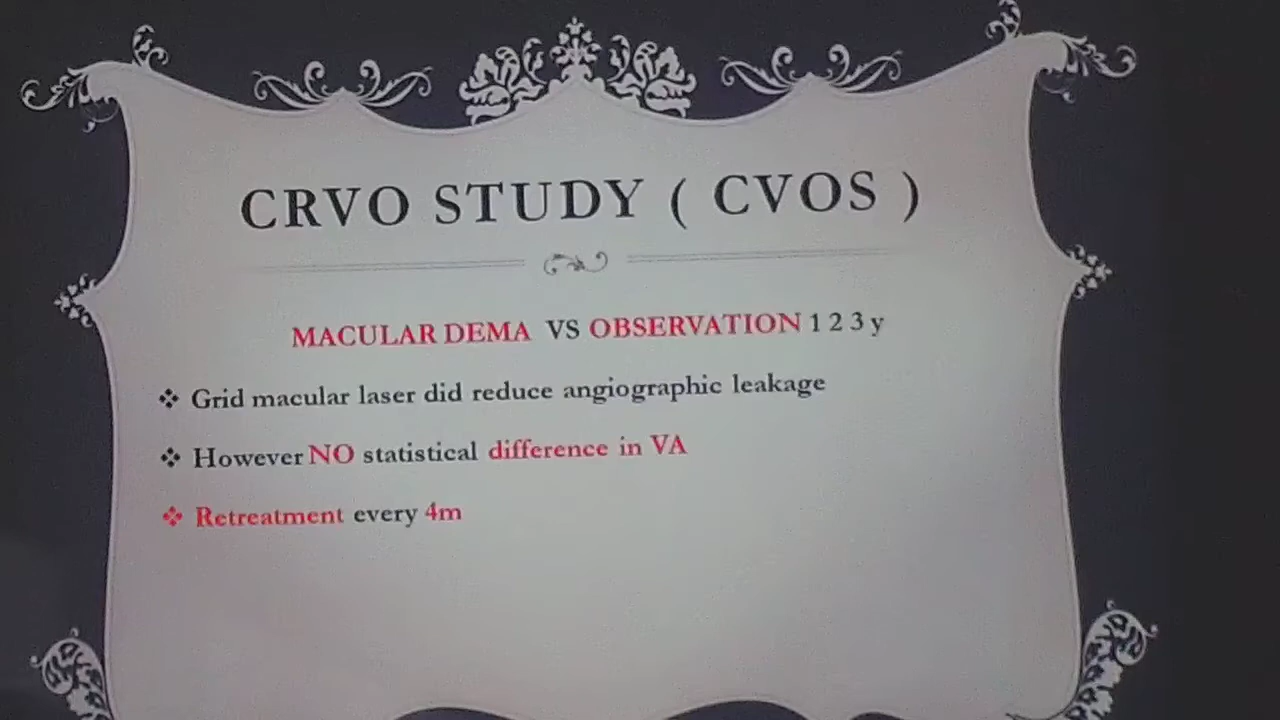 CRVO STUDY ( CVOS )
MACULAR DEMA VS OBSERVATION 1 2 3 y
Grid macular laser did reduce angiographic leakage
However NO statistical difference in VA
Retreatment every 4m